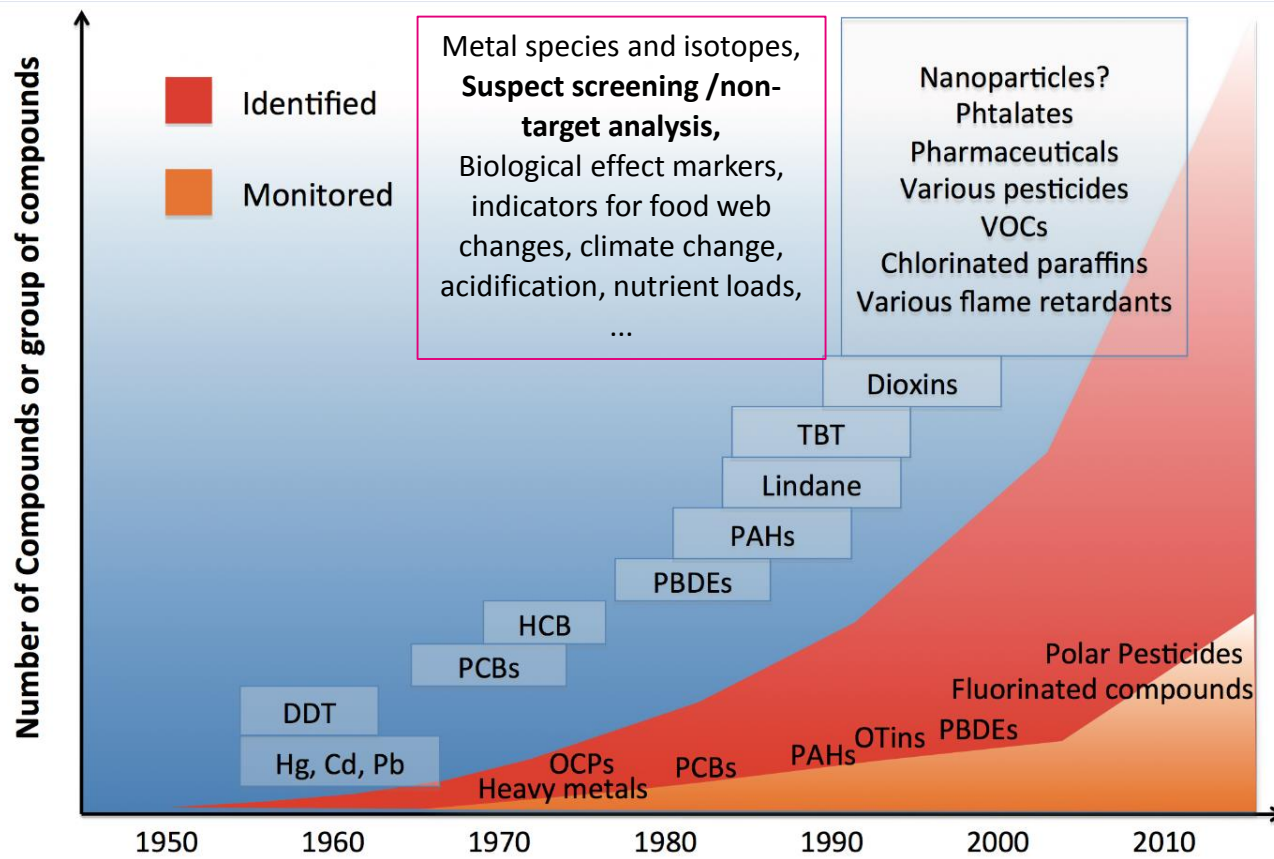 Number of Compounds or group of compounds
Identified
Monitored
Metal species and isotopes,
Suspect screening /non-
target analysis,
Biological effect markers,
indicators for food web
changes, climate change,
acidification, nutrient loads,
...
Nanoparticles?
Phtalates
Pharmaceuticals
Various pesticides
VOCs
Chlorinated paraffins
Various flame retardants
Dioxins
TBT
Lindane
PAHs
PBDEs
HCB
PCBs
DDT
Hg, Cd, Pb
Polar Pesticides
Fluorinated compounds
PBDEs
OTins
PAHs
PCBs
OCPs
Heavy metals
1950 1960 1970 1980 1990 2000 2010